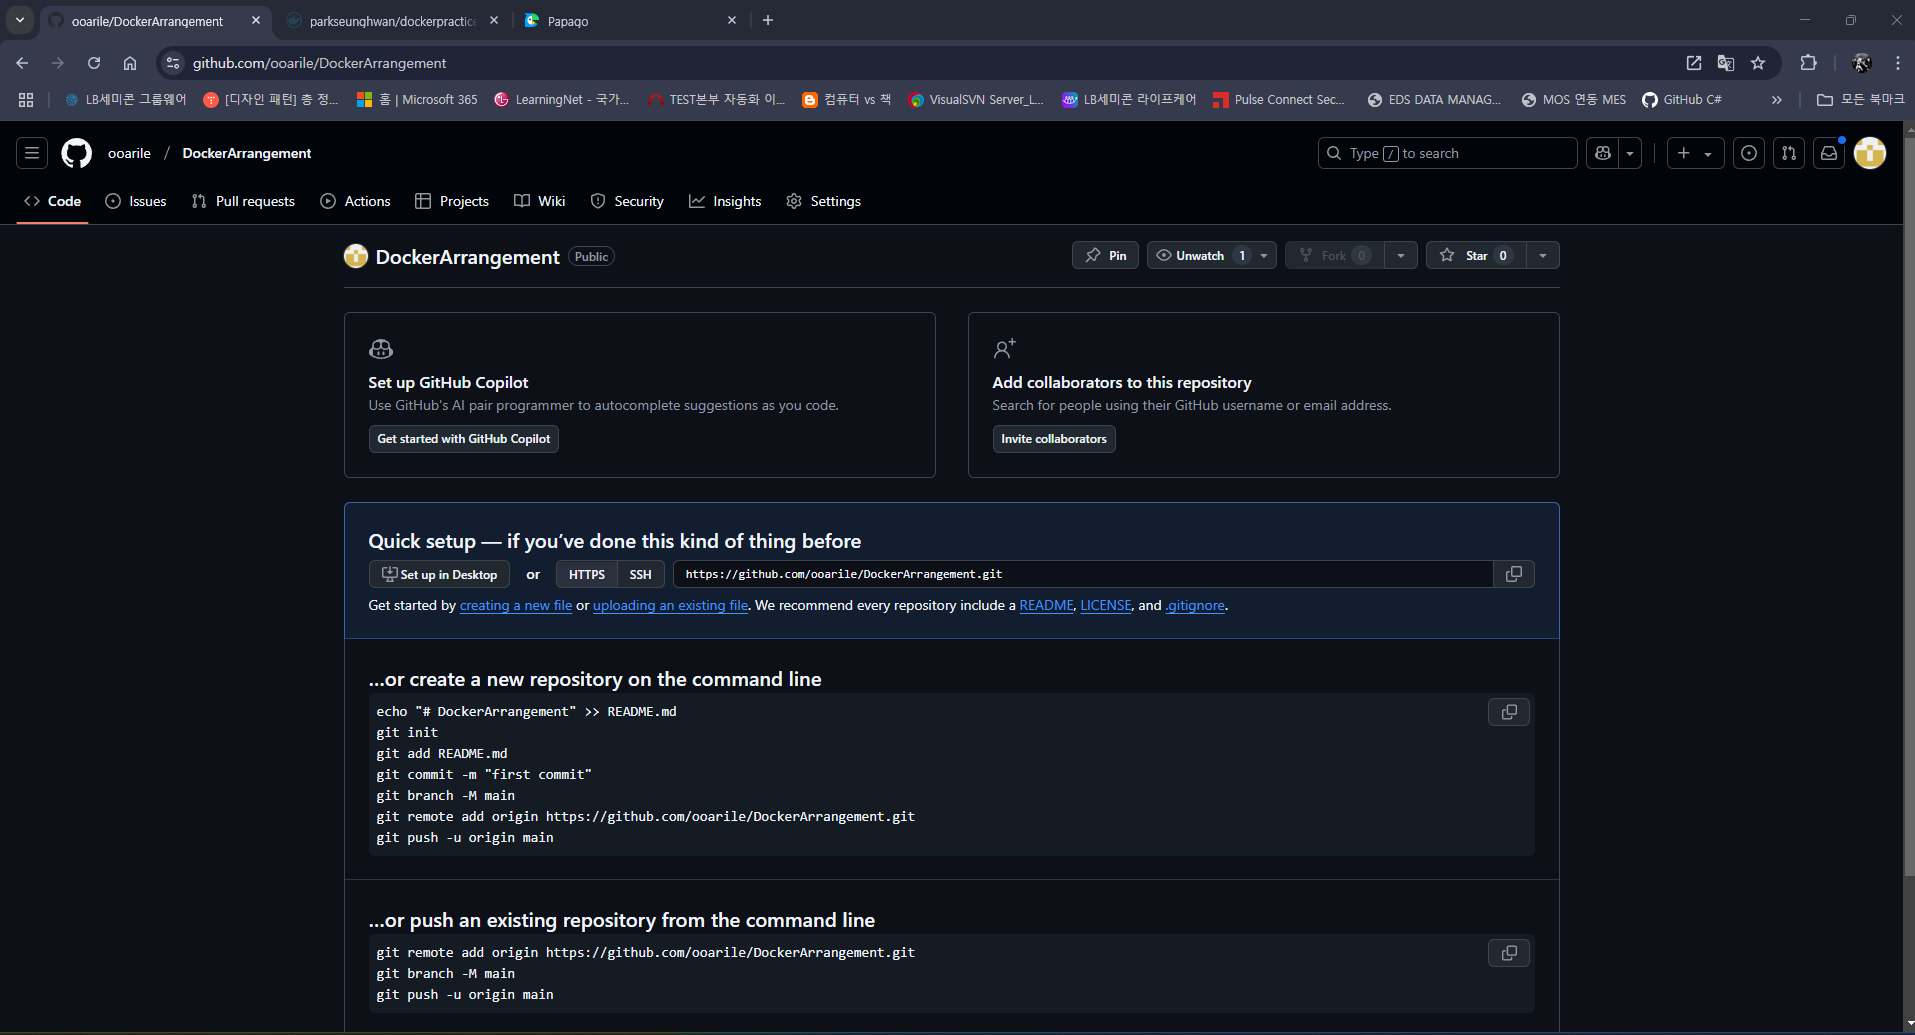 ooarile/DockerArrangement
parkseunghwan/dockerpractice
Papago
github.com/ooarile/DockerArrangement
LB세미콘 그룹웨어
[디자인 패턴] 총 정...
홈 | Microsoft 365
LearningNet - 국가...
TEST본부 자동화 이...
컴퓨터 vs 책
VisualSVN Server_L...
LB세미콘 라이프케어
Pulse Connect Sec...
EDS DATA MANAG...
MOS 연동 MES
GitHub C#
모든 북마크
ooarile / DockerArrangement
Type / to search
Code
Issues
Pull requests
Actions
Projects
Wiki
Security
Insights
Settings
DockerArrangement Public
Pin
Unwatch 1
Fork 0
Star 0
Set up GitHub Copilot
Use GitHub's AI pair programmer to autocomplete suggestions as you code.
Get started with GitHub Copilot
Add collaborators to this repository
Search for people using their GitHub username or email address.
Invite collaborators
Quick setup — if you've done this kind of thing before
Set up in Desktop or HTTPS SSH https://github.com/ooarile/DockerArrangement.git
Get started by creating a new file or uploading an existing file. We recommend every repository include a README, LICENSE, and .gitignore.
...or create a new repository on the command line
echo "# DockerArrangement" >> README.md
git init
git add README.md
git commit -m "first commit"
git branch -M main
git remote add origin https://github.com/ooarile/DockerArrangement.git
git push -u origin main
...or push an existing repository from the command line
git remote add origin https://github.com/ooarile/DockerArrangement.git
git branch -M main
git push -u origin main